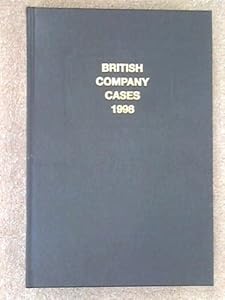 BRITISH
COMPANY
CASES
1998